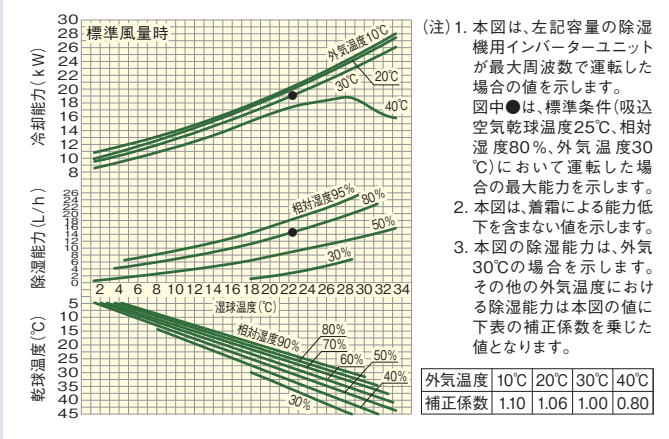 標準風量時
冷却能力(kW)
30
28
26
24
22
20
18
16
14
12
10
8
外気温度10℃
20℃
30℃
40℃
除湿能力(L/h)
26
24
22
20
18
16
14
12
10
8
6
4
2
0
相対湿度95%
80%
50%
30%
2 4 6 8 10 12 14 16 18 20 22 24 26 28 30 32 34
湿球温度(℃)
乾球温度(℃)
5
10
15
20
25
30
35
40
45
相対湿度90%
80%
70%
60%
50%
40%
30%
(注)1. 本図は、左記容量の除湿
機用インバーターユニット
が最大周波数で運転した
場合の値を示します。
図中●は、標準条件(吸込
空気乾球温度25℃、相対
湿度80%、外気温度30
℃)において運転した場
合の最大能力を示します。
2. 本図は、着霜による能力低
下を含まない値を示します。
3. 本図の除湿能力は、外気
30℃の場合を示します。
その他の外気温度におけ
る除湿能力は本図の値に
下表の補正係数を乗じた
値となります。
外気温度 10℃ 20℃ 30℃ 40℃
補正係数 1.10 1.06 1.00 0.80